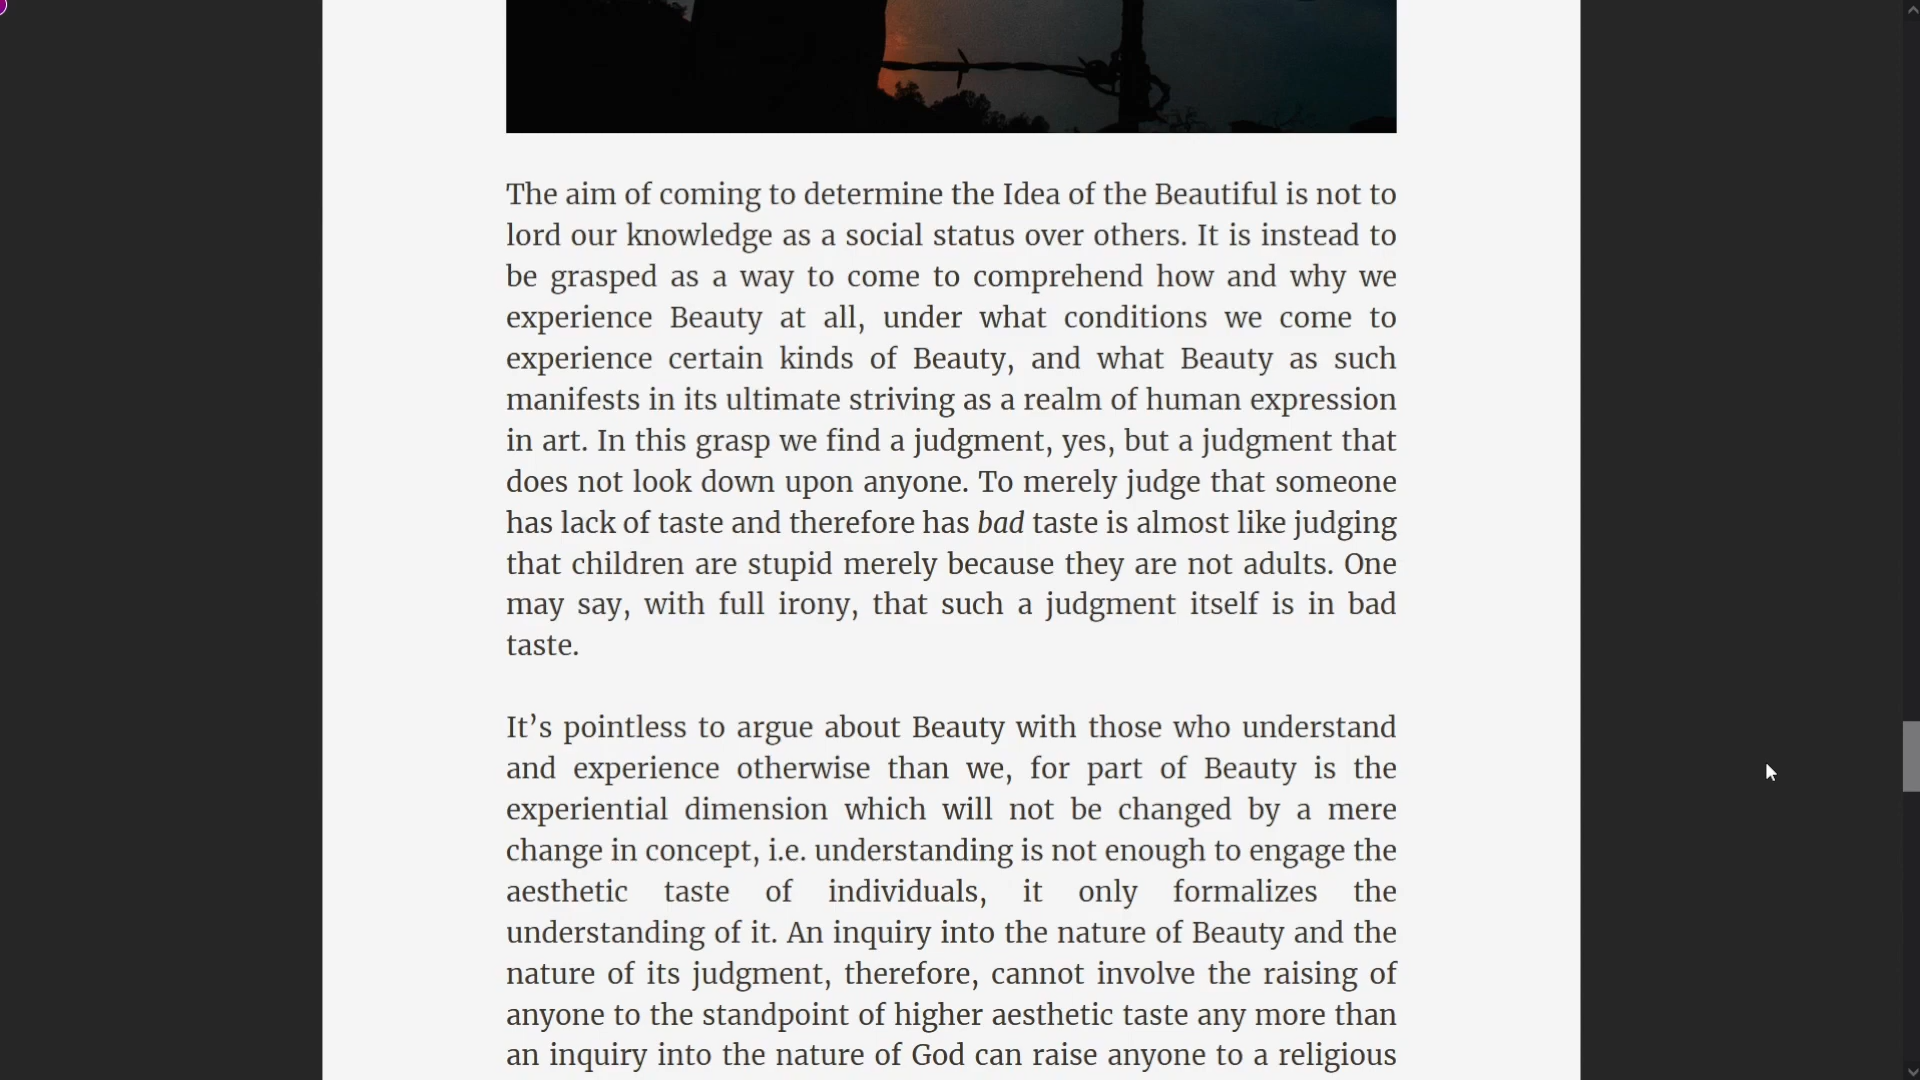 The aim of coming to determine the Idea of the Beautiful is not to
lord our knowledge as a social status over others. It is instead to
be grasped as a way to come to comprehend how and why we
experience Beauty at all, under what conditions we come to
experience certain kinds of Beauty, and what Beauty as such
manifests in its ultimate striving as a realm of human expression
in art. In this grasp we find a judgment, yes, but a judgment that
does not look down upon anyone. To merely judge that someone
has lack of taste and therefore has bad taste is almost like judging
that children are stupid merely because they are not adults. One
may say, with full irony, that such a judgment itself is in bad
taste.
It’s pointless to argue about Beauty with those who understand
and experience otherwise than we, for part of Beauty is the
experiential dimension which will not be changed by a mere
change in concept, i.e. understanding is not enough to engage the
aesthetic taste of individuals, it only formalizes the
understanding of it. An inquiry into the nature of Beauty and the
nature of its judgment, therefore, cannot involve the raising of
anyone to the standpoint of higher aesthetic taste any more than
an inquiry into the nature of God can raise anyone to a religious